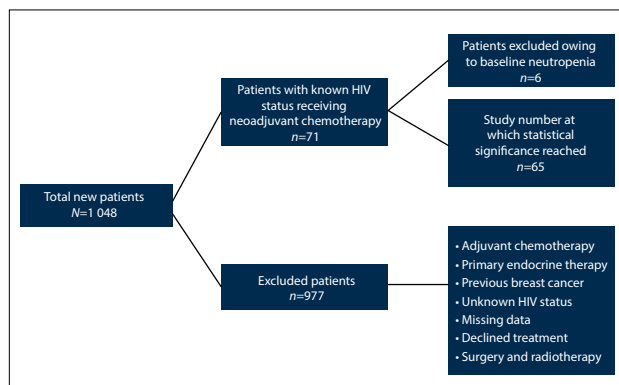 Total new patients
N=1 048
Patients with known HIV
status receiving
neoadjuvant chemotherapy
n=71
Patients excluded owing
to baseline neutropenia
n=6
Study number at
which statistical
significance reached
n=65
Excluded patients
n=977
• Adjuvant chemotherapy
• Primary endocrine therapy
• Previous breast cancer
• Unknown HIV status
• Missing data
• Declined treatment
• Surgery and radiotherapy